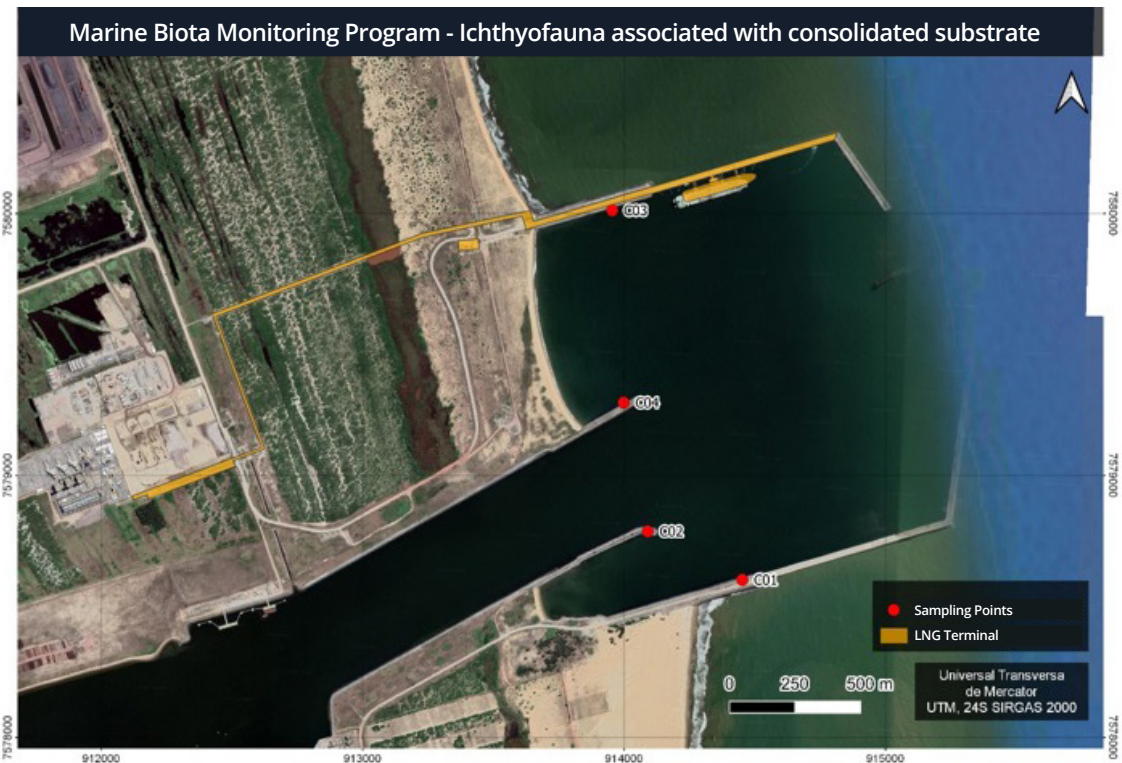 Marine Biota Monitoring Program - Ichthyofauna associated with consolidated substrate
7580000
7580000
C03
C04
7579000
7579000
C02
C01
Sampling Points
LNG Terminal
0 250 500 m
Universal Transversa
de Mercator
UTM, 24S SIRGAS 2000
7578000
7578000
912000
913000
914000
915000